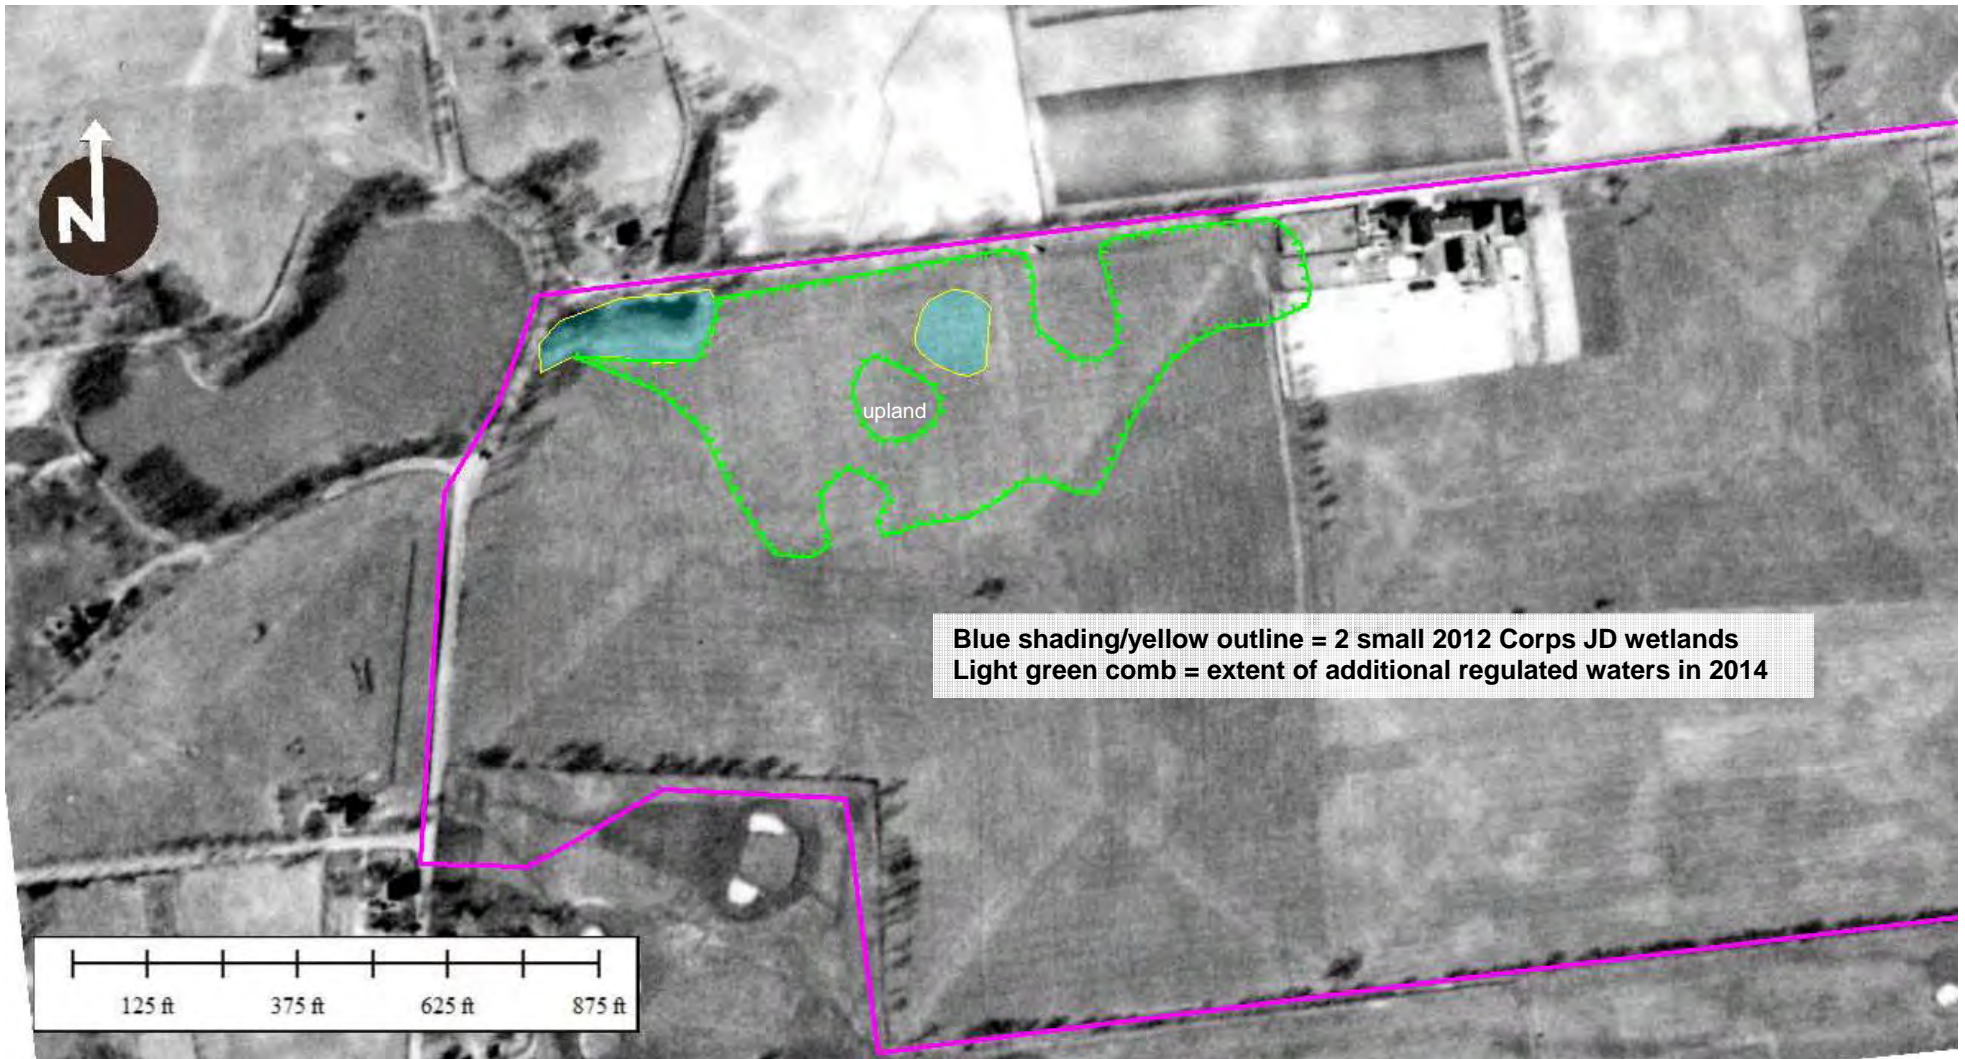 N
upland
Blue shading/yellow outline = 2 small 2012 Corps JD wetlands
Light green comb = extent of additional regulated waters in 2014
125 ft 375 ft 625 ft 875 ft